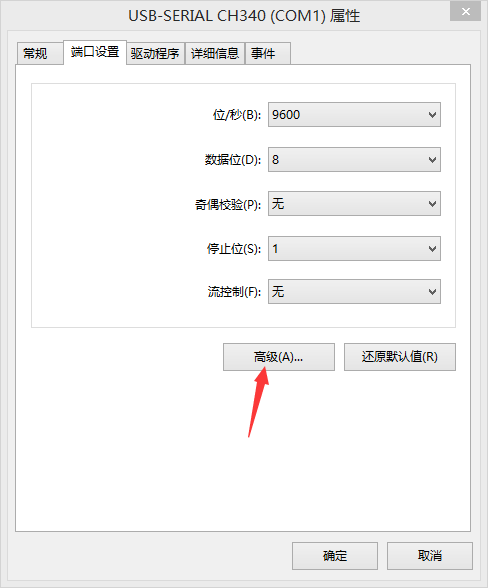 USB-SERIAL CH340 (COM1) 属性
常规 端口设置 驱动程序 详细信息 事件
位/秒(B): 9600
数据位(D): 8
奇偶校验(P): 无
停止位(S): 1
流控制(F): 无
高级(A)... 还原默认值(R)
确定 取消